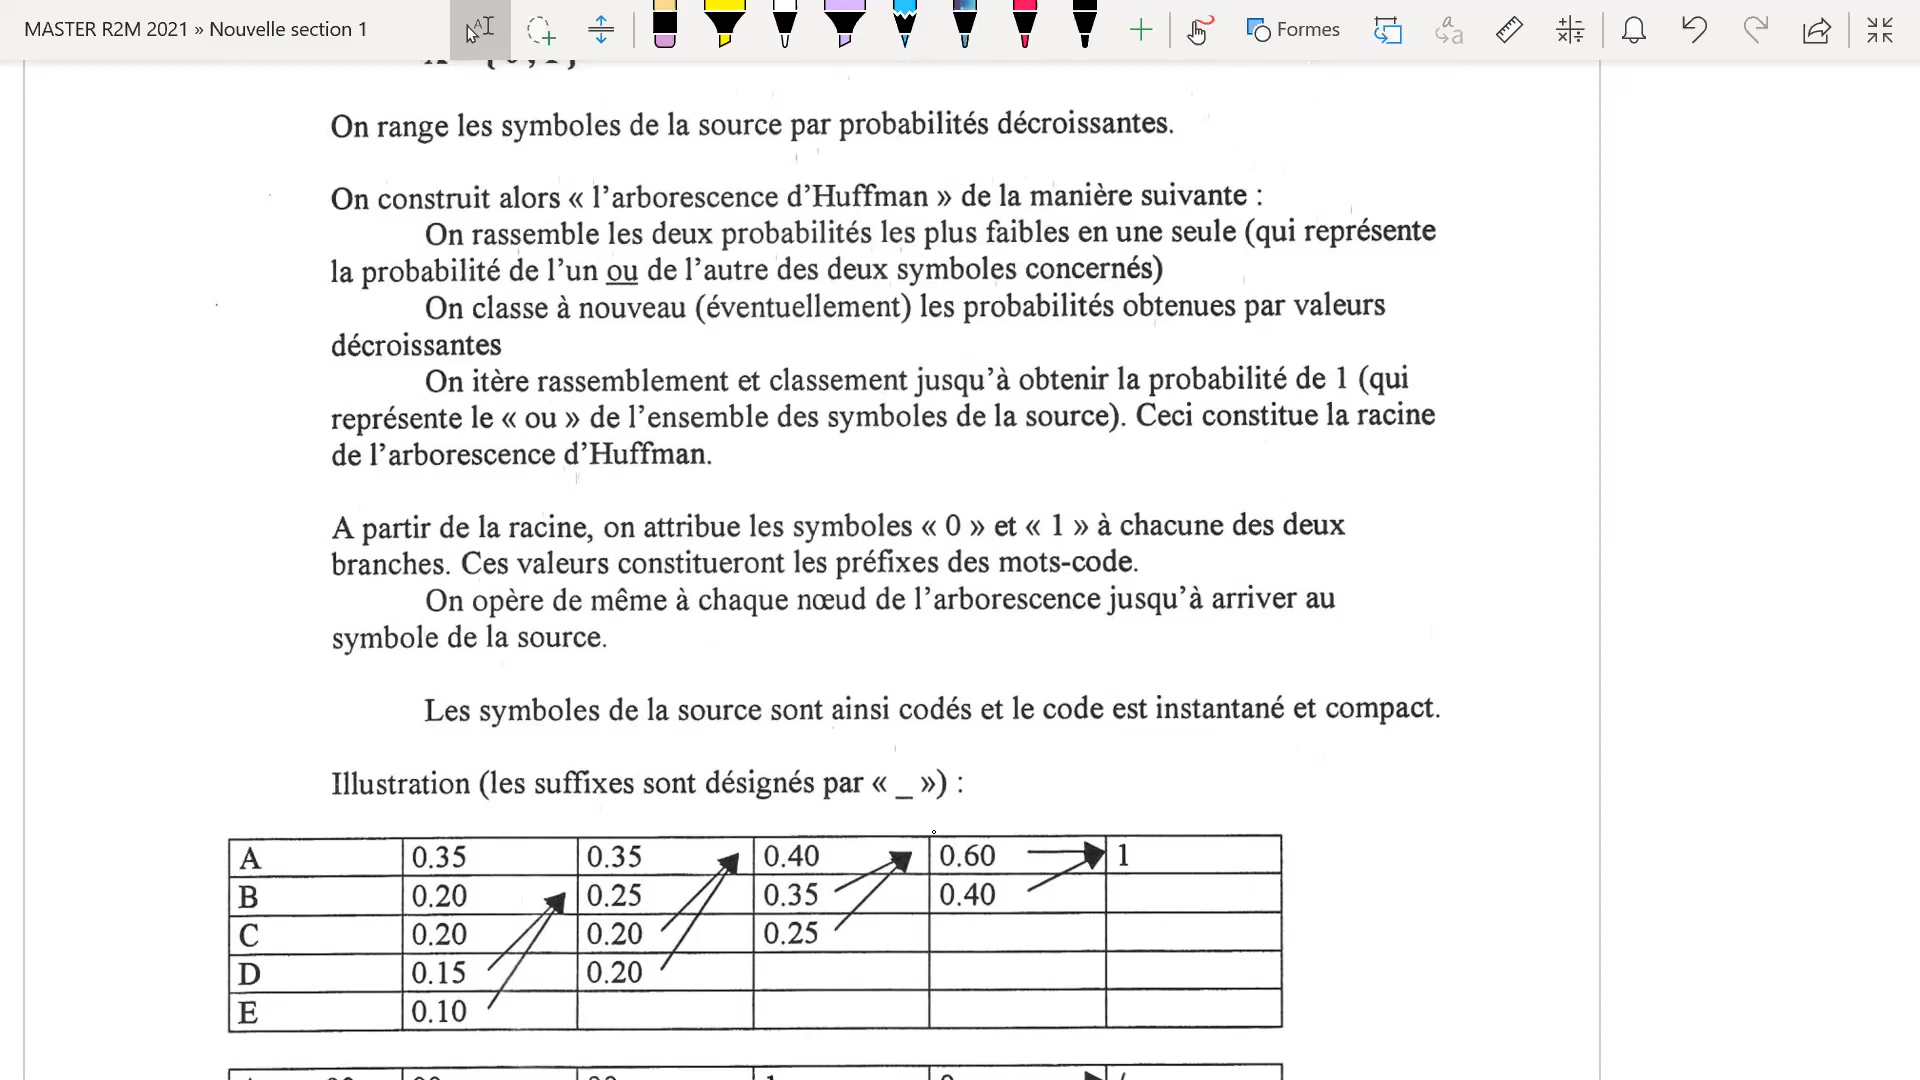 MASTER R2M 2021 » Nouvelle section 1
Formes
On range les symboles de la source par probabilités décroissantes.
On construit alors « l’arborescence d’Huffman » de la manière suivante :
On rassemble les deux probabilités les plus faibles en une seule (qui représente
la probabilité de l’un ou de l’autre des deux symboles concernés)
On classe à nouveau (éventuellement) les probabilités obtenues par valeurs
décroissantes
On itère rassemblement et classement jusqu’à obtenir la probabilité de 1 (qui
représente le « ou » de l’ensemble des symboles de la source). Ceci constitue la racine
de l’arborescence d’Huffman.
A partir de la racine, on attribue les symboles « 0 » et « 1 » à chacune des deux
branches. Ces valeurs constitueront les préfixes des mots-code.
On opère de même à chaque nœud de l’arborescence jusqu’à arriver au
symbole de la source.
Les symboles de la source sont ainsi codés et le code est instantané et compact.
Illustration (les suffixes sont désignés par « _ ») :
A 0.35 0.35 0.40 0.60 1
B 0.20 0.25 0.35 0.40
C 0.20 0.20 0.25
D 0.15 0.20
E 0.10